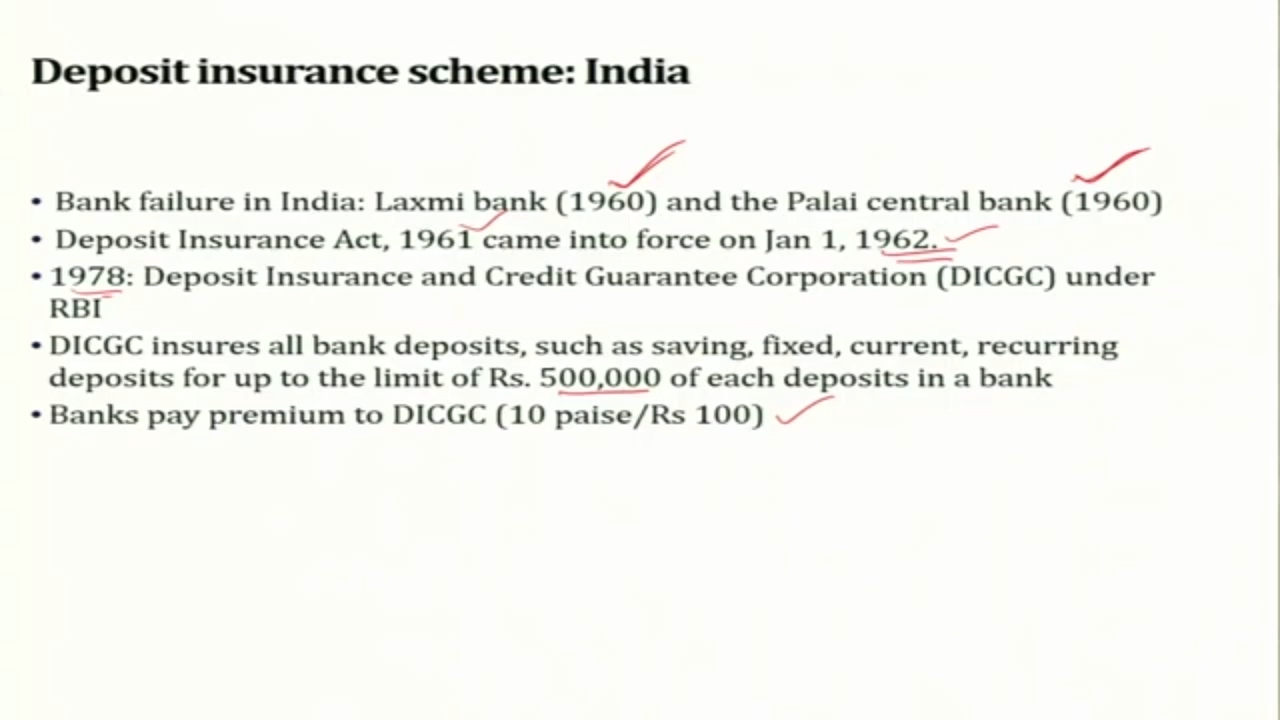 Deposit insurance scheme: India
• Bank failure in India: Laxmi bank (1960) and the Palai central bank (1960)
• Deposit Insurance Act, 1961 came into force on Jan 1, 1962.
• 1978: Deposit Insurance and Credit Guarantee Corporation (DICGC) under
RBI
• DICGC insures all bank deposits, such as saving, fixed, current, recurring
deposits for up to the limit of Rs. 500,000 of each deposits in a bank
• Banks pay premium to DICGC (10 paise/Rs 100)